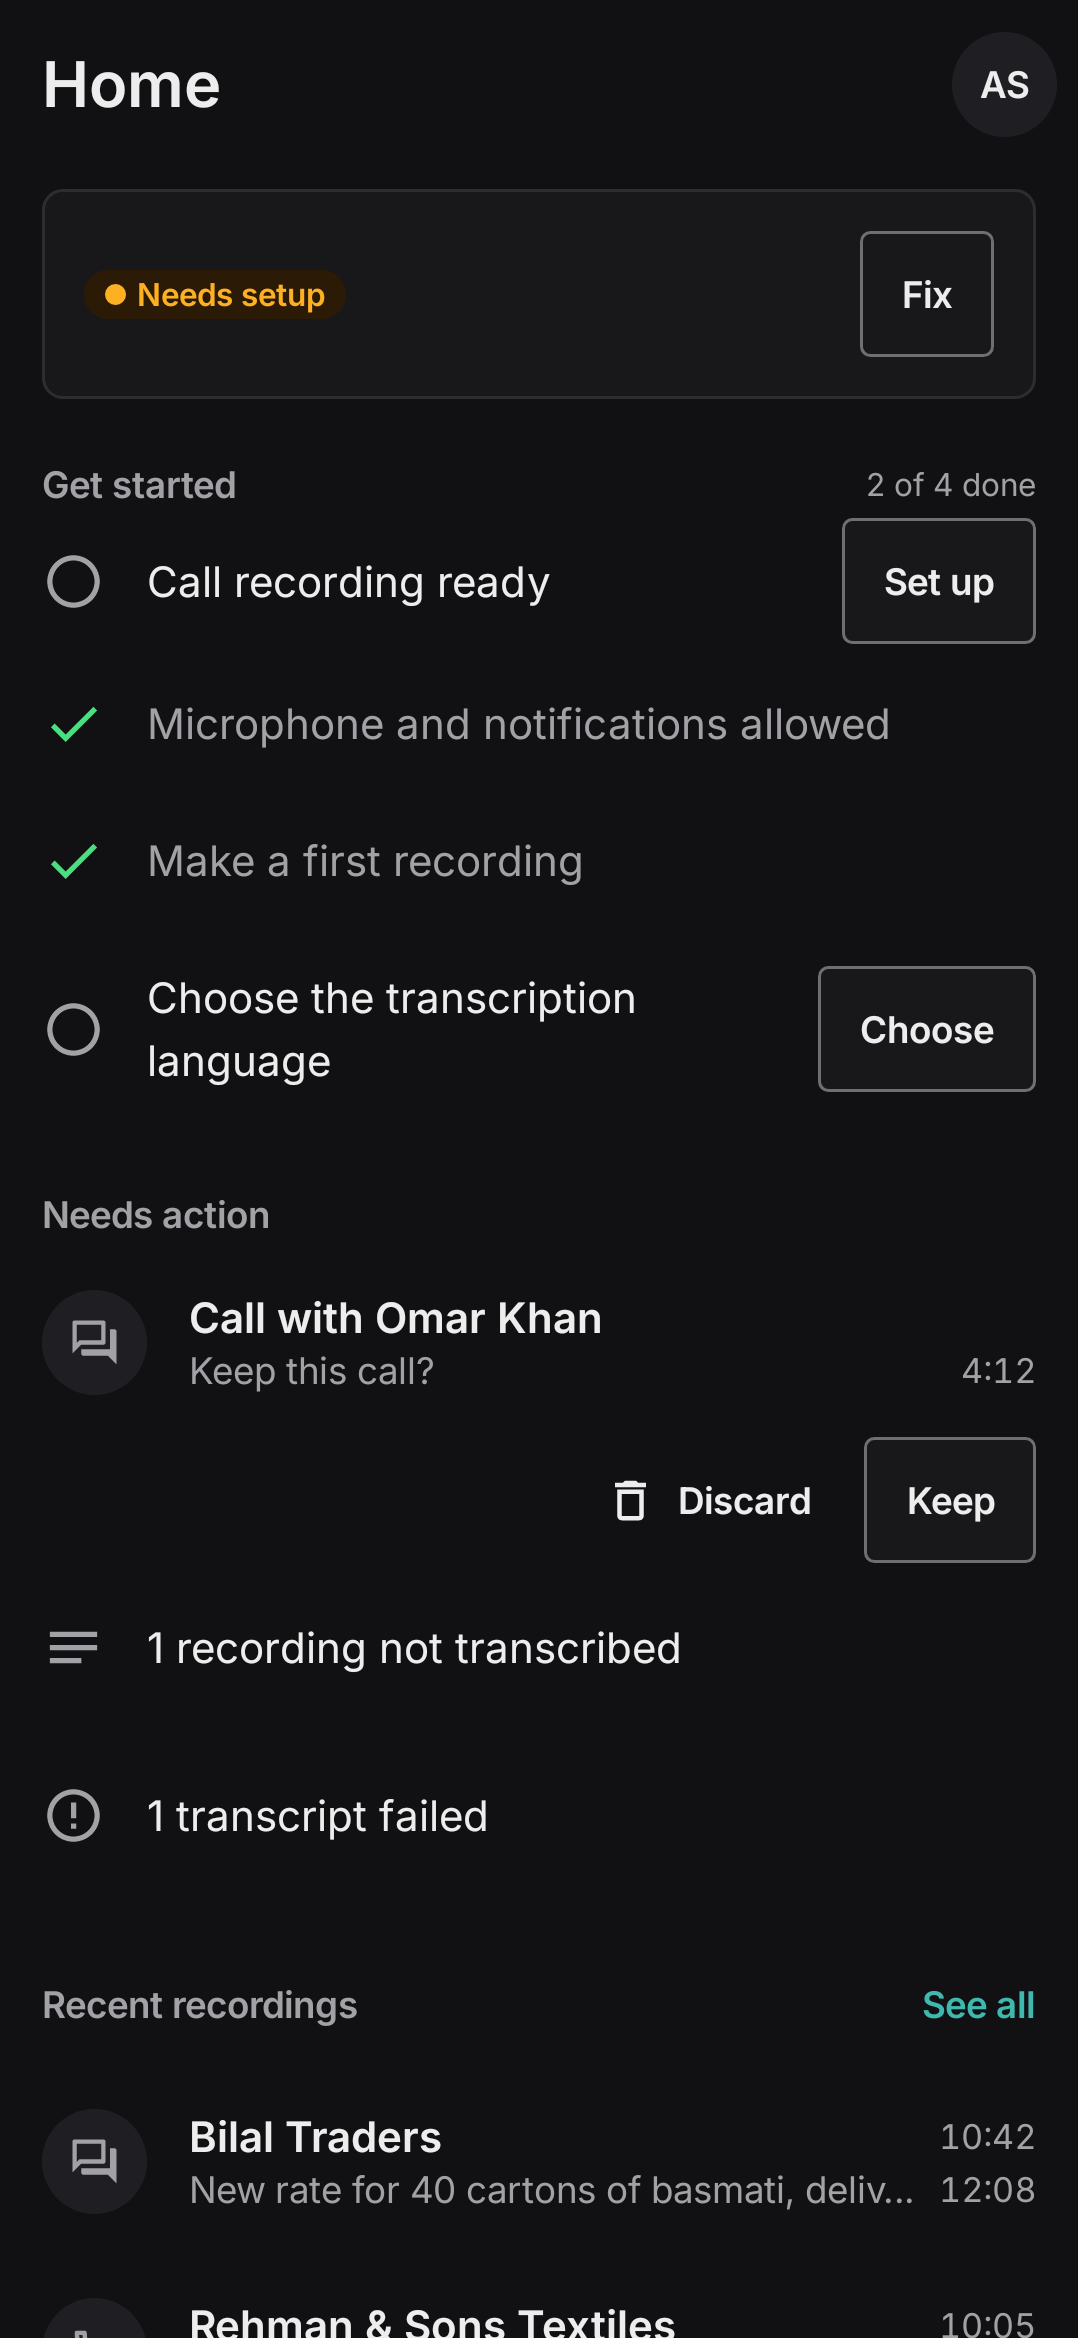 Home
AS
Needs setup
Fix
Get started
2 of 4 done
Call recording ready
Set up
Microphone and notifications allowed
Make a first recording
Choose the transcription
language
Choose
Needs action
Call with Omar Khan
Keep this call?
4:12
Discard
Keep
1 recording not transcribed
1 transcript failed
Recent recordings
See all
Bilal Traders
10:42
New rate for 40 cartons of basmati, deliv...
12:08
Rehman & Sons Textiles
10:05